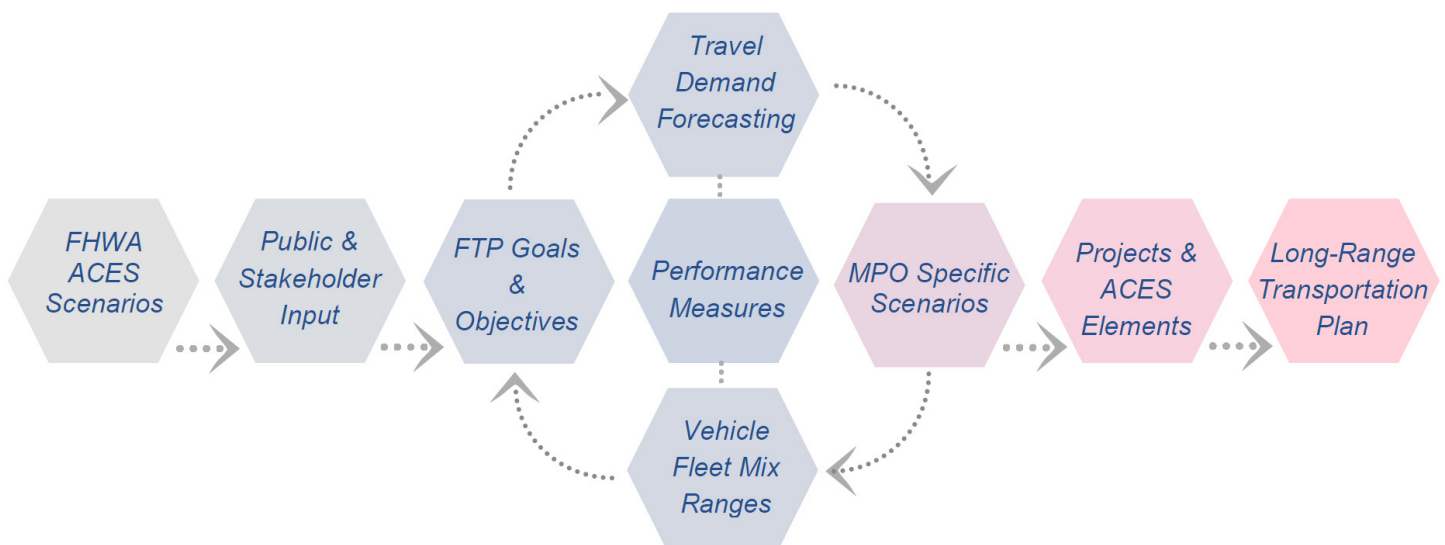 Travel
Demand
Forecasting
FHWA
ACES
Scenarios
Public &
Stakeholder
Input
FTP Goals
&
Objectives
Performance
Measures
MPO Specific
Scenarios
Projects &
ACES
Elements
Long-Range
Transportation
Plan
Vehicle
Fleet Mix
Ranges